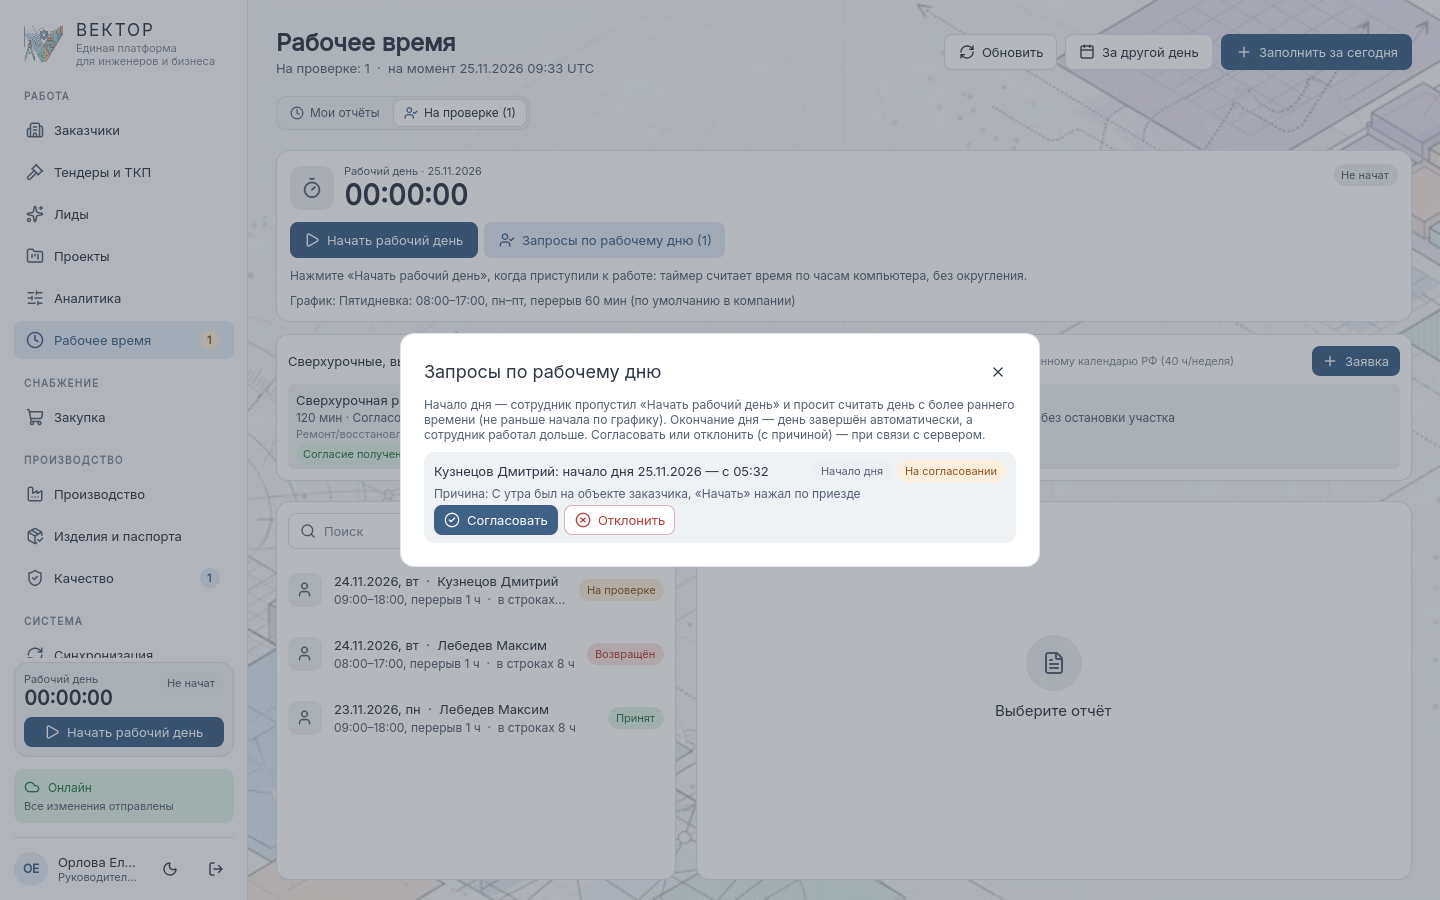 ВЕКТОР
Единая платформа
для инженеров и бизнеса
РАБОТА
Заказчики
Тендеры и ТКП
Лиды
Проекты
Аналитика
Рабочее время 1
СНАБЖЕНИЕ
Закупка
ПРОИЗВОДСТВО
Производство
Изделия и паспорта
Качество 1
СИСТЕМА
Синхронизация
Рабочий день Не начат
00:00:00
Начать рабочий день
Онлайн
Все изменения отправлены
ОЕ Орлова Ел...
Руководител...
Рабочее время
На проверке: 1 · на момент 25.11.2026 09:33 UTC
Обновить За другой день Заполнить за сегодня
Мои отчёты На проверке (1)
Рабочий день · 25.11.2026 Не начат
00:00:00
Начать рабочий день Запросы по рабочему дню (1)
Нажмите «Начать рабочий день», когда приступили к работе: таймер считает время по часам компьютера, без округления.
График: Пятидневка: 08:00–17:00, пн–пт, перерыв 60 мин (по умолчанию в компании)
Сверхурочные, календарю РФ (40 ч/неделя) Заявка
Сверхурочная
120 мин · без остановки участка
Согласие
Запросы по рабочему дню
Начало дня — сотрудник пропустил «Начать рабочий день» и просит считать день с более раннего
времени (не раньше начала по графику). Окончание дня — день завершён автоматически, а
сотрудник работал дольше. Согласовать или отклонить (с причиной) — при связи с сервером.
Кузнецов Дмитрий: начало дня 25.11.2026 — с 05:32 Начало дня На согласовании
Причина: С утра был на объекте заказчика, «Начать» нажал по приезде
Согласовать Отклонить
Поиск
24.11.2026, вт · Кузнецов Дмитрий На проверке
09:00–18:00, перерыв 1 ч · в строках...
24.11.2026, вт · Лебедев Максим Возвращён
08:00–17:00, перерыв 1 ч · в строках 8 ч
23.11.2026, пн · Лебедев Максим Принят
09:00–18:00, перерыв 1 ч · в строках 8 ч
Выберите отчёт